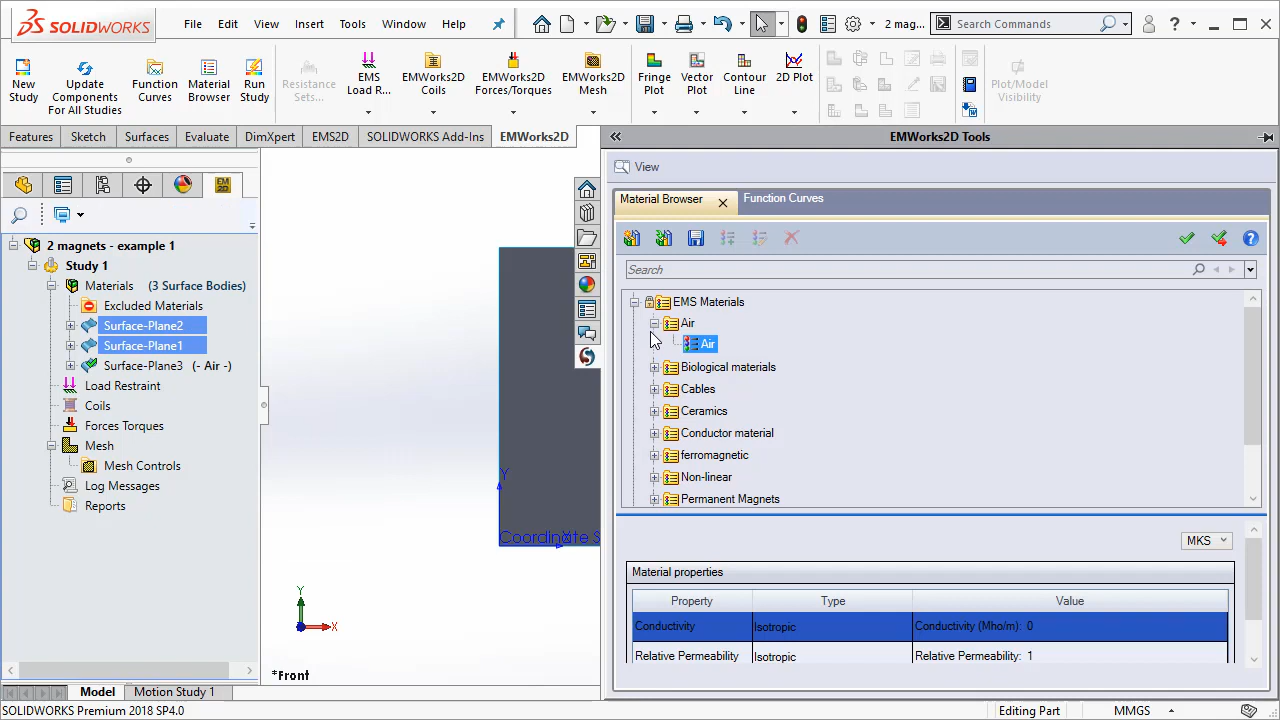 SOLIDWORKS
File Edit View Insert Tools Window Help
2 mag...
Search Commands
New Study
Update Components For All Studies
Function Curves
Material Browser
Run Study
Resistance Sets...
EMS Load R...
EMWorks2D Coils
EMWorks2D Forces/Torques
EMWorks2D Mesh
Fringe Plot
Vector Plot
Contour Line
2D Plot
Plot/Model Visibility
Features Sketch Surfaces Evaluate DimXpert EMS2D SOLIDWORKS Add-Ins EMWorks2D
EMWorks2D Tools
View
Material Browser
Function Curves
Search
2 magnets - example 1
Study 1
Materials (3 Surface Bodies)
Excluded Materials
Surface-Plane2
Surface-Plane1
Surface-Plane3 (- Air -)
Load Restraint
Coils
Forces Torques
Mesh
Mesh Controls
Log Messages
Reports
Y
Coordinate S
X
Y
X
*Front
EMS Materials
Air
Air
Biological materials
Cables
Ceramics
Conductor material
ferromagnetic
Non-linear
Permanent Magnets
MKS
Material properties
Property Type Value
Conductivity Isotropic Conductivity (Mho/m): 0
Relative Permeability Isotropic Relative Permeability: 1
Model Motion Study 1
SOLIDWORKS Premium 2018 SP4.0
Editing Part
MMGS